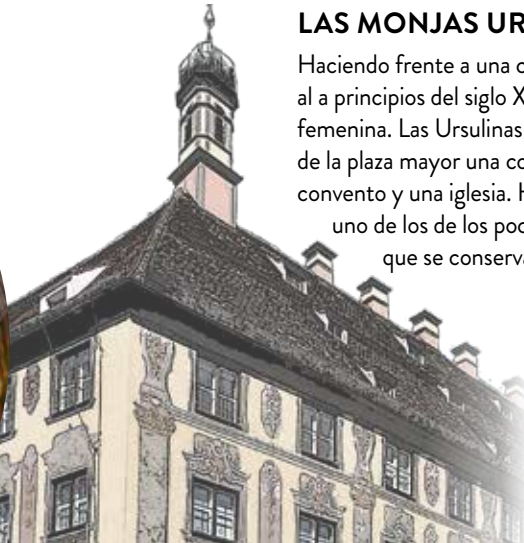 LAS MONJAS UR
Haciendo frente a una
al a principios del siglo X
femenina. Las Ursulinas
de la plaza mayor una co
convento y una iglesia. H
uno de los de los poc
que se conserva